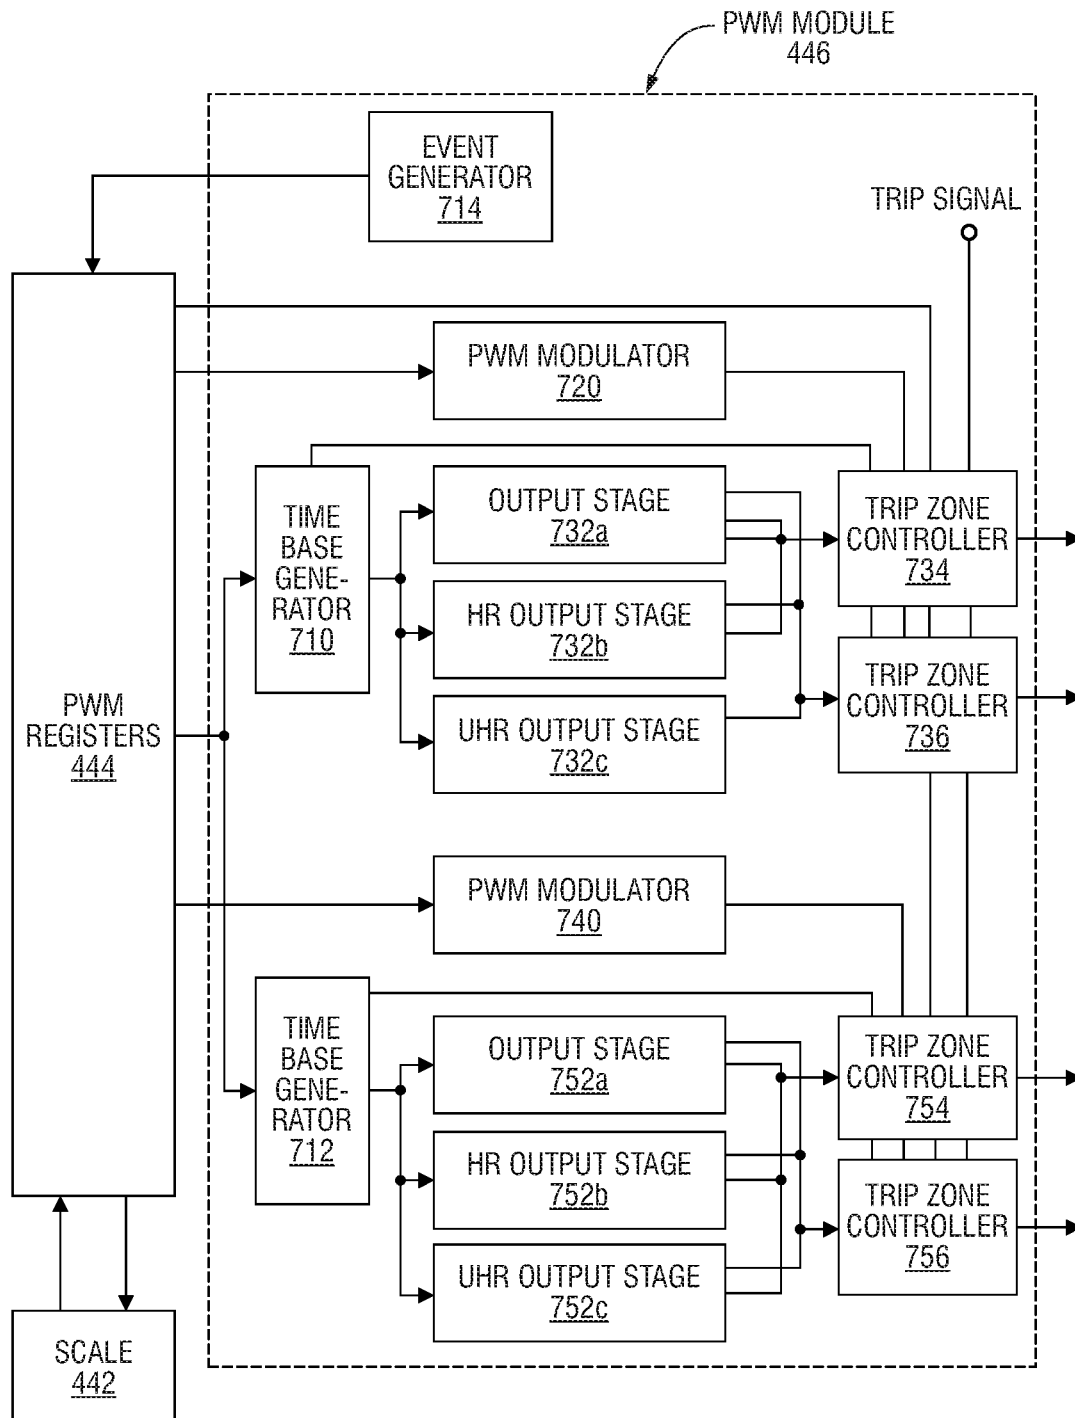 PWM MODULE
446
EVENT
GENERATOR
714
TRIP SIGNAL
PWM MODULATOR
720
TIME
BASE
GENE-
RATOR
710
OUTPUT STAGE
732a
HR OUTPUT STAGE
732b
UHR OUTPUT STAGE
732c
TRIP ZONE
CONTROLLER
734
TRIP ZONE
CONTROLLER
736
PWM
REGISTERS
444
PWM MODULATOR
740
TIME
BASE
GENE-
RATOR
712
OUTPUT STAGE
752a
HR OUTPUT STAGE
752b
UHR OUTPUT STAGE
752c
TRIP ZONE
CONTROLLER
754
TRIP ZONE
CONTROLLER
756
SCALE
442